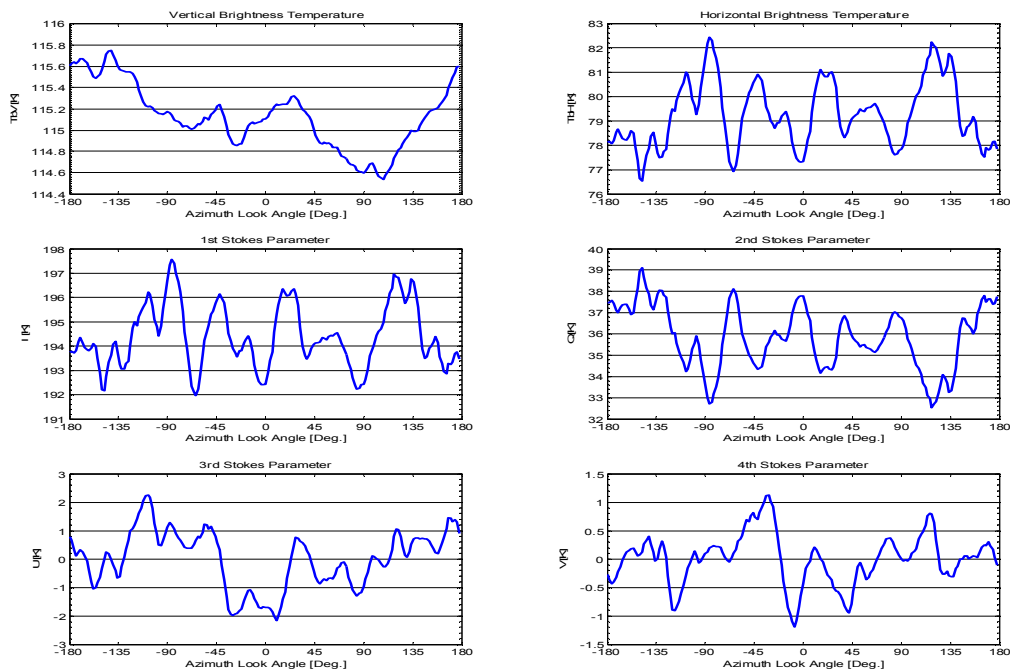 Vertical Brightness Temperature
116
115.8
115.6
115.4
115.2
115
114.8
114.6
114.4
TbV[K]
-180 -135 -90 -45 0 45 90 135 180
Azimuth Look Angle [Deg.]
Horizontal Brightness Temperature
83
82
81
80
79
78
77
76
TbH[K]
-180 -135 -90 -45 0 45 90 135 180
Azimuth Look Angle [Deg.]
1st Stokes Parameter
198
197
196
195
194
193
192
191
I [K]
-180 -135 -90 -45 0 45 90 135 180
Azimuth Look Angle [Deg.]
2nd Stokes Parameter
40
39
38
37
36
35
34
33
32
Q[K]
-180 -135 -90 -45 0 45 90 135 180
Azimuth Look Angle [Deg.]
3rd Stokes Parameter
3
2
1
0
-1
-2
-3
U[K]
-180 -135 -90 -45 0 45 90 135 180
Azimuth Look Angle [Deg.]
4th Stokes Parameter
1.5
1
0.5
0
-0.5
-1
-1.5
V[K]
-180 -135 -90 -45 0 45 90 135 180
Azimuth Look Angle [Deg.]